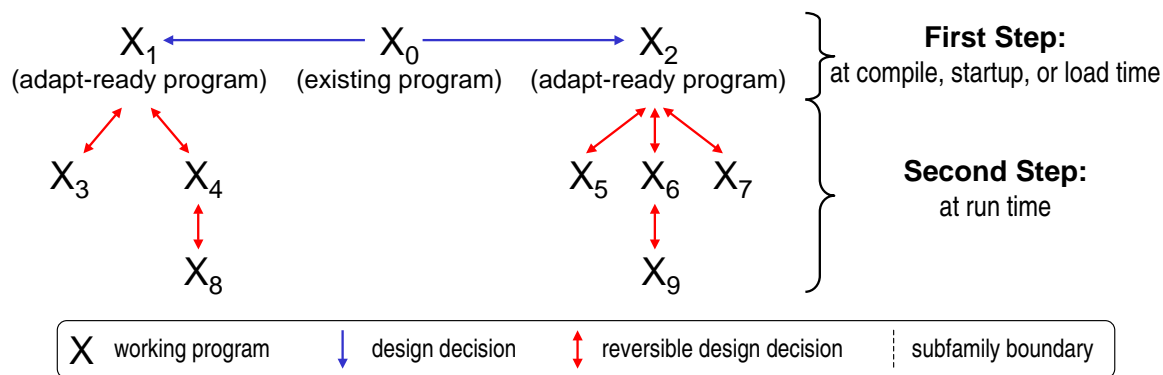 X1 X0 X2 First Step:
(adapt-ready program) (existing program) (adapt-ready program) at compile, startup, or load time
X3 X4 X5 X6 X7 Second Step:
at run time
X8 X9
X working program design decision reversible design decision subfamily boundary